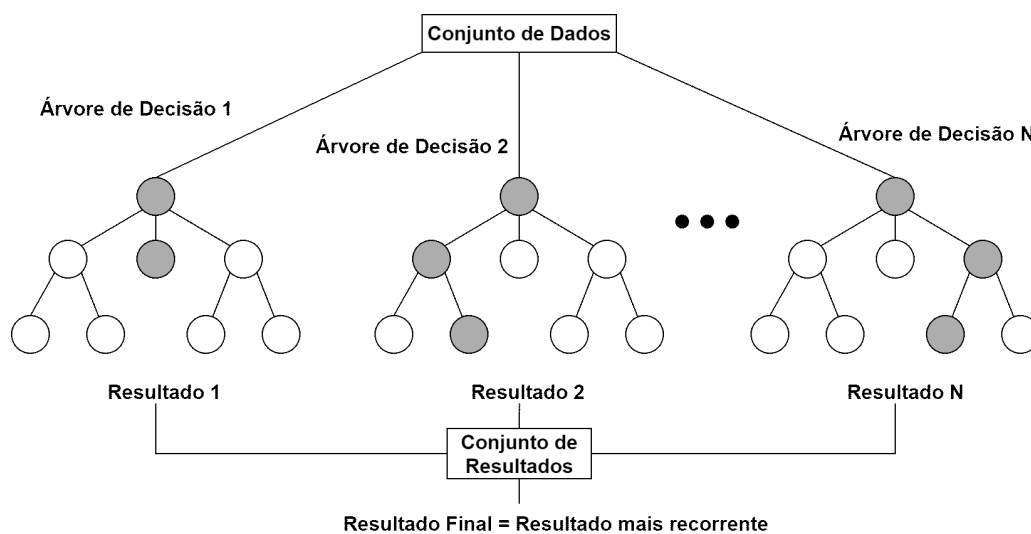 Conjunto de Dados
Árvore de Decisão 1
Árvore de Decisão 2
Árvore de Decisão N
Resultado 1
Resultado 2
Resultado N
Conjunto de
Resultados
Resultado Final = Resultado mais recorrente